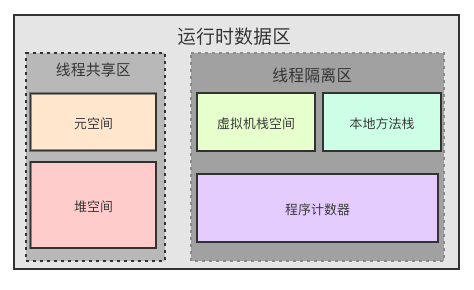 运行时数据区
线程共享区
元空间
堆空间
线程隔离区
虚拟机栈空间
本地方法栈
程序计数器